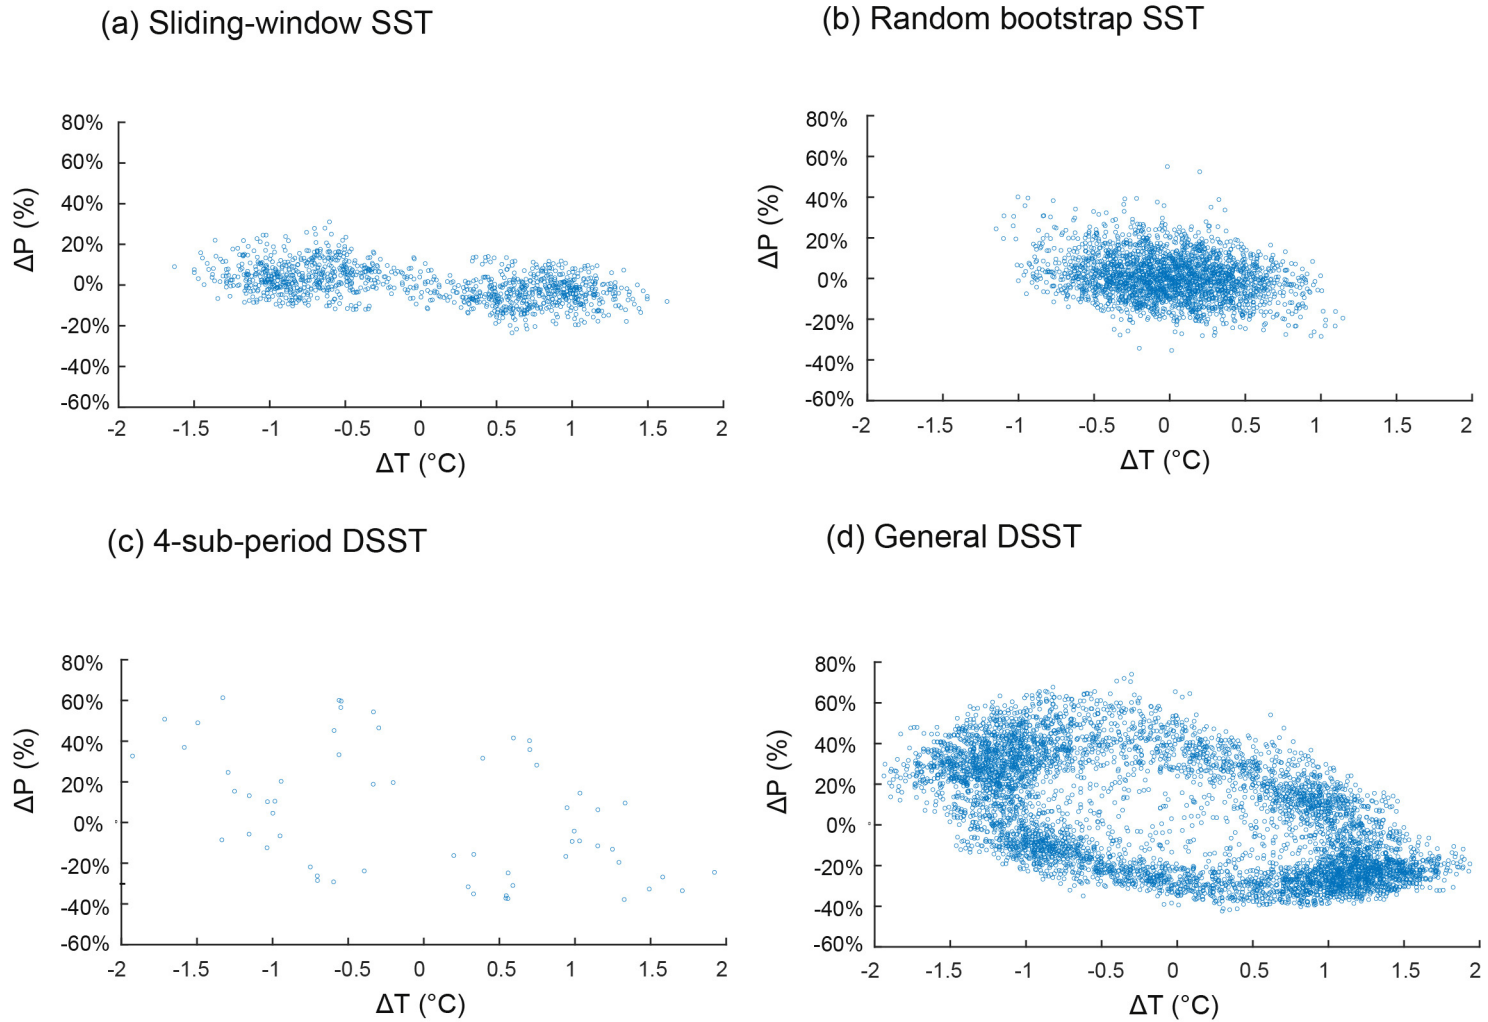 (a) Sliding-window SST
(b) Random bootstrap SST
80%
60%
40%
20%
0%
-20%
-40%
-60%
ΔP (%)
-2 -1.5 -1 -0.5 0 0.5 1 1.5 2
ΔT (°C)
80%
60%
40%
20%
0%
-20%
-40%
-60%
ΔP (%)
-2 -1.5 -1 -0.5 0 0.5 1 1.5 2
ΔT (°C)
(c) 4-sub-period DSST
(d) General DSST
80%
60%
40%
20%
0%
-20%
-40%
-60%
ΔP (%)
-2 -1.5 -1 -0.5 0 0.5 1 1.5 2
ΔT (°C)
80%
60%
40%
20%
0%
-20%
-40%
-60%
ΔP (%)
-2 -1.5 -1 -0.5 0 0.5 1 1.5 2
ΔT (°C)